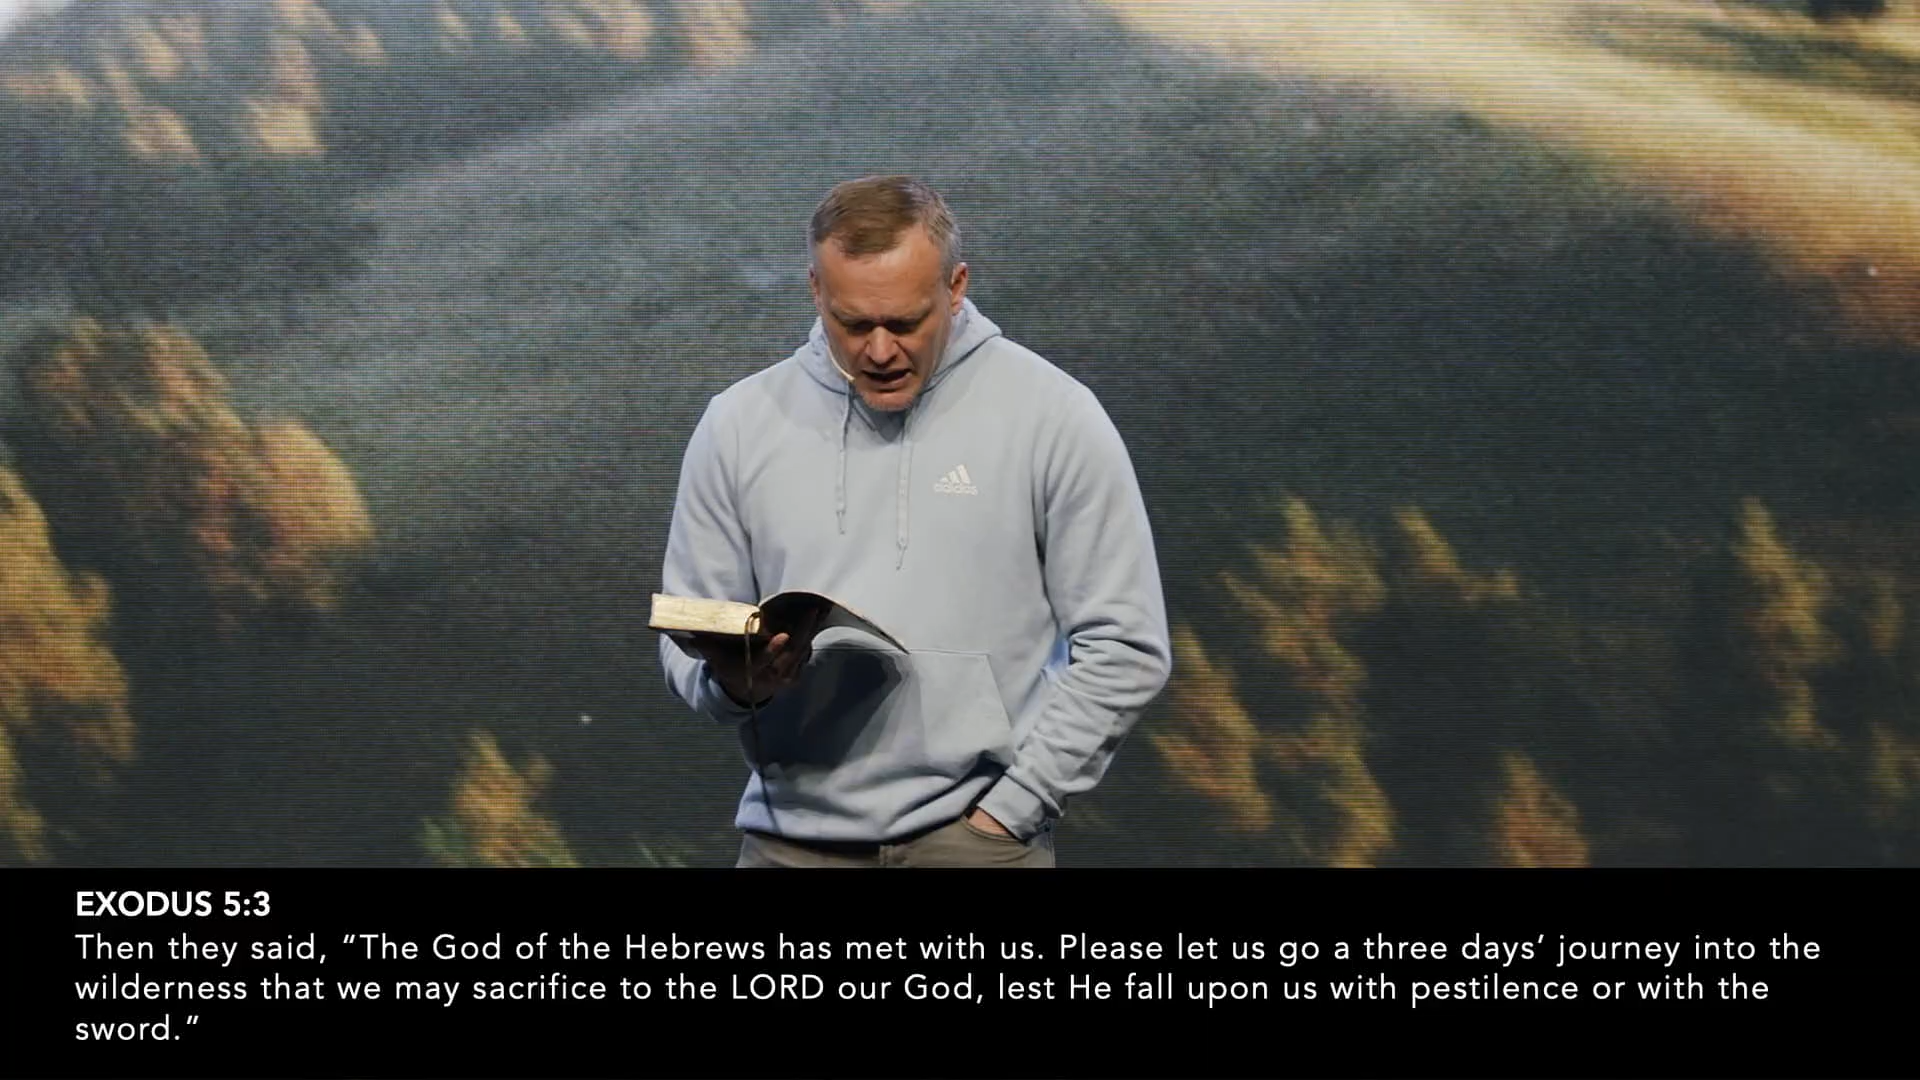 adidas
EXODUS 5:3
Then they said, “The God of the Hebrews has met with us. Please let us go a three days’ journey into the
wilderness that we may sacrifice to the LORD our God, lest He fall upon us with pestilence or with the
sword.”